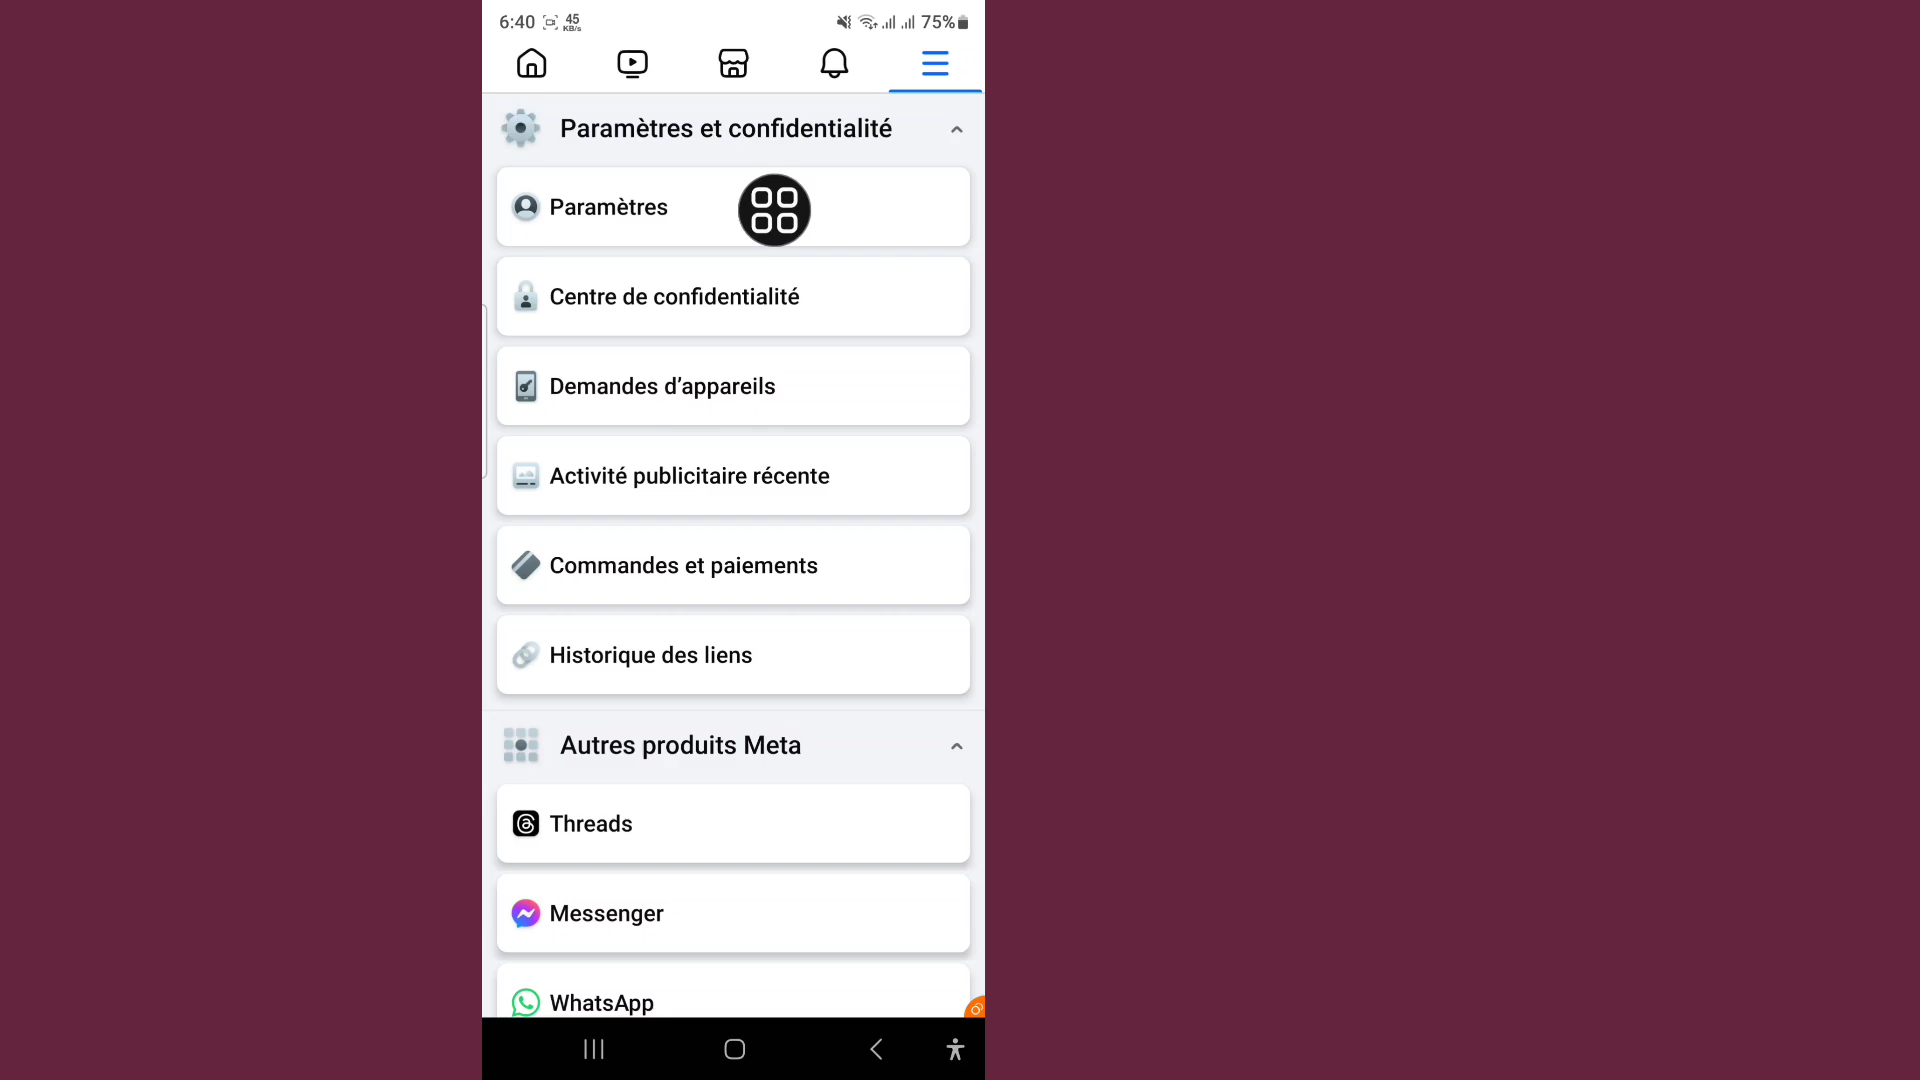 6:40 45 KB/s 75%
Paramètres et confidentialité
Paramètres
Centre de confidentialité
Demandes d’appareils
Activité publicitaire récente
Commandes et paiements
Historique des liens
Autres produits Meta
Threads
Messenger
WhatsApp